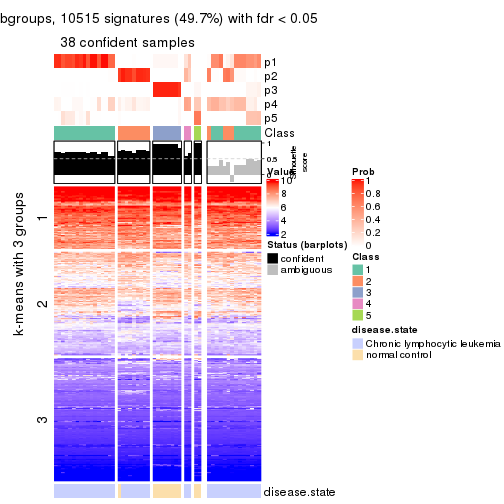 bgroups, 10515 signatures (49.7%) with fdr < 0.05
38 confident samples
p1
p2
p3
p4
p5
Class
1
0.5
0
Silhouette
score
k-means with 3 groups
1
2
3
disease.state
Value
10
8
6
4
2
Status (barplots)
confident
ambiguous
Prob
1
0.8
0.6
0.4
0.2
0
Class
1
2
3
4
5
disease.state
Chronic lymphocytic leukemia
normal control